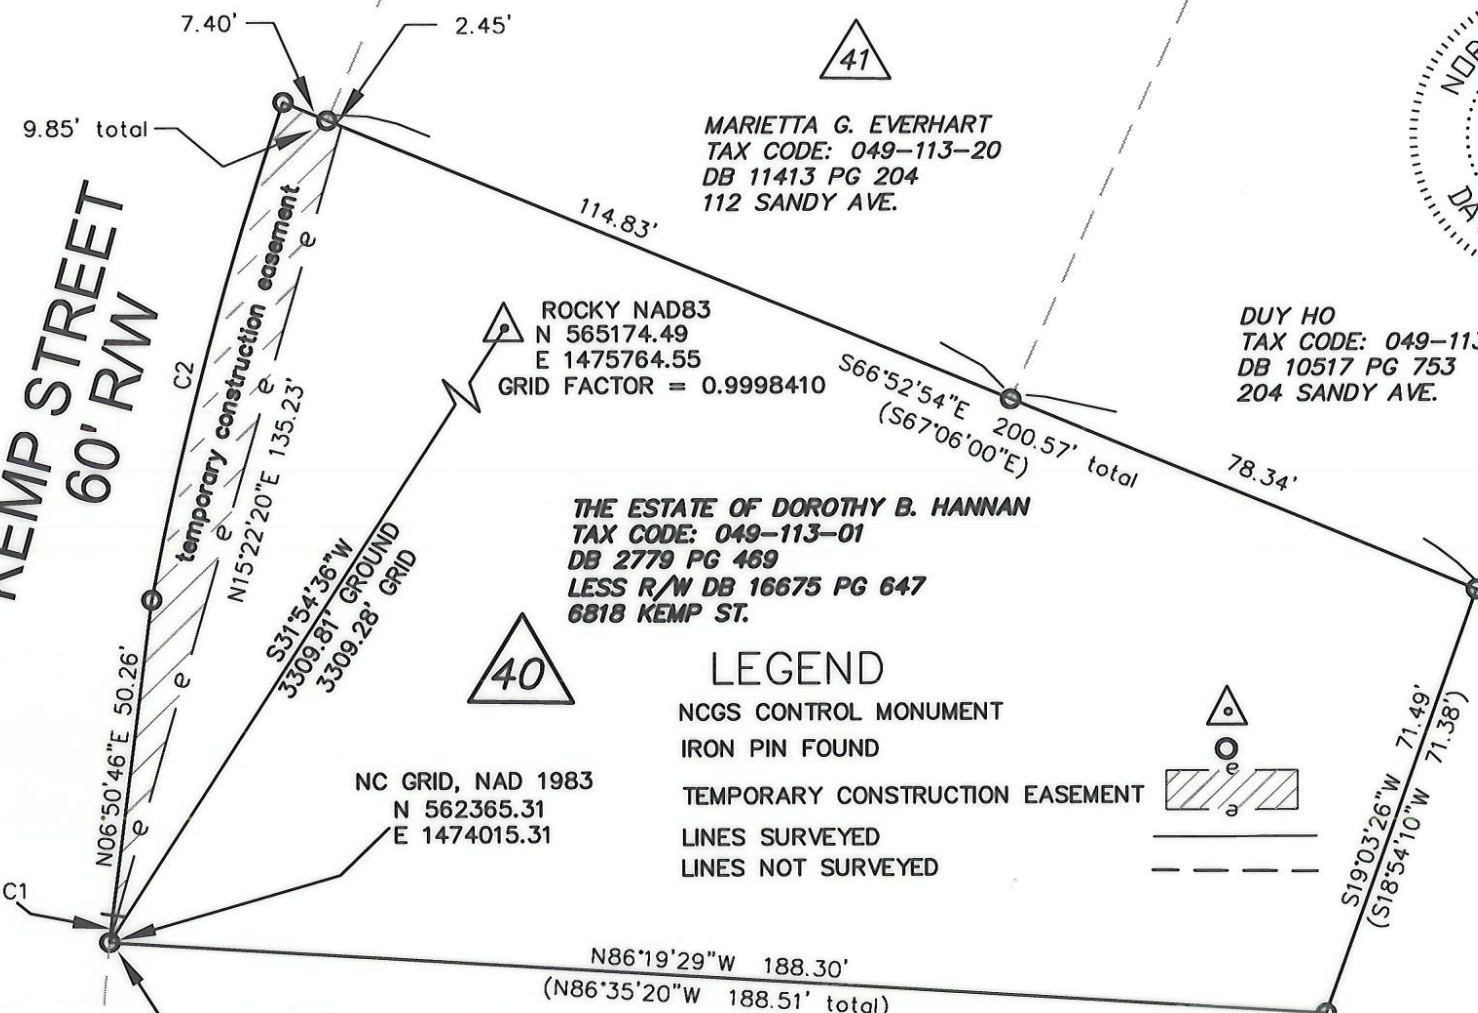 7.40'
2.45'
9.85' total
41
MARIETTA G. EVERHART
TAX CODE: 049-113-20
DB 11413 PG 204
112 SANDY AVE.
114.83'
KEMP STREET
60' R/W
C2
temporary construction easement
e
e
e
e
e
N15°22'20"E 135.23'
ROCKY NAD83
N 565174.49
E 1475764.55
GRID FACTOR = 0.9998410
S66°52'54"E 200.57' total
(S67°06'00"E)
DUY HO
TAX CODE: 049-113
DB 10517 PG 753
204 SANDY AVE.
78.34'
THE ESTATE OF DOROTHY B. HANNAN
TAX CODE: 049-113-01
DB 2779 PG 469
LESS R/W DB 16675 PG 647
6818 KEMP ST.
S31°54'36"W
3309.81' GROUND
3309.28' GRID
40
N06°50'46"E 50.26'
LEGEND
NCGS CONTROL MONUMENT
IRON PIN FOUND
TEMPORARY CONSTRUCTION EASEMENT
e
a
LINES SURVEYED
LINES NOT SURVEYED
NC GRID, NAD 1983
N 562365.31
E 1474015.31
C1
S19°03'26"W 71.49'
(S18°54'10"W 71.38')
N86°19'29"W 188.30'
(N86°35'20"W 188.51' total)